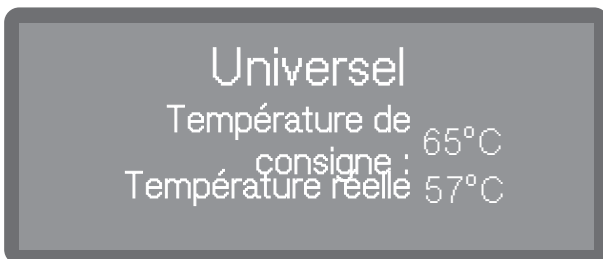 Universel
Température de
consigne : 65°C
Température réelle 57°C